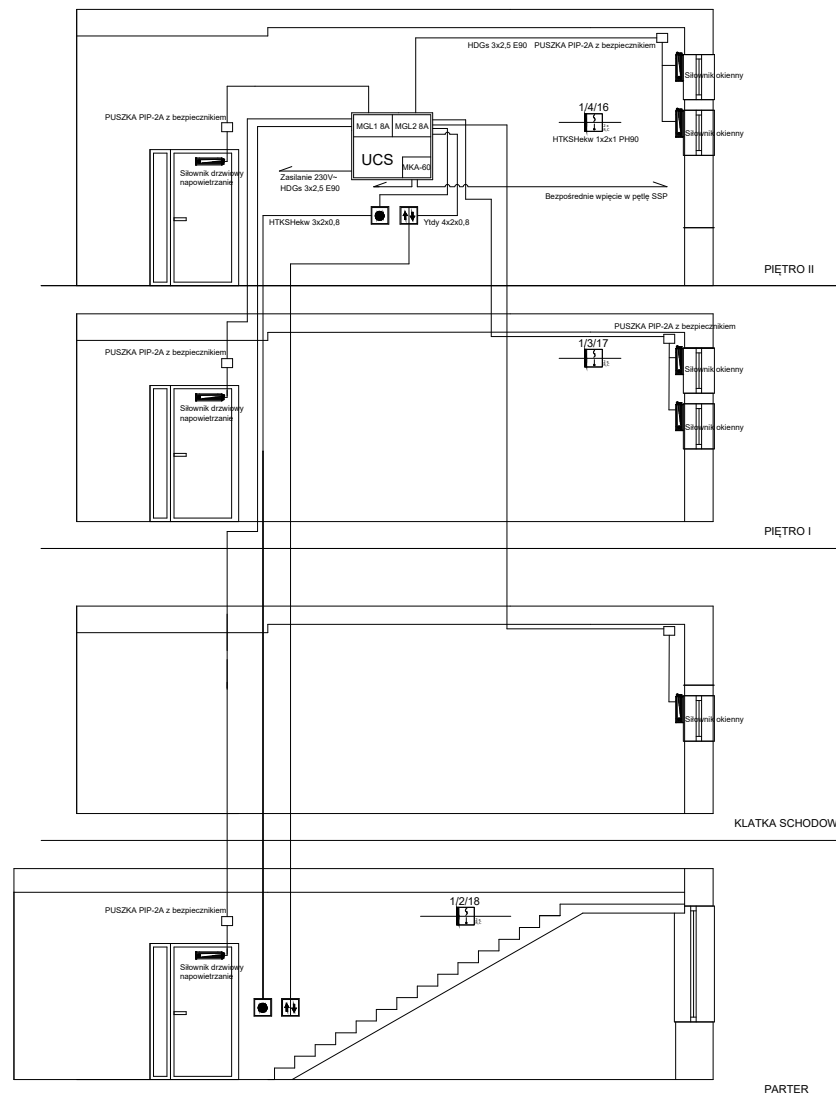 HDGs 3x2,5 E90
PUSZKA PIP-2A z bezpiecznikiem
Siłownik okienny
1/4/16
PUSZKA PIP-2A z bezpiecznikiem
MGL1 8A
MGL2 8A
Siłownik okienny
HTKSHekw 1x2x1 PH90
UCS
MKA-60
Siłownik drzwiowy
napowietrzanie
Zasilanie 230V~
HDGs 3x2,5 E90
Bezpośrednie wpięcie w pętlę SSP
HTKSHekw 3x2x0,8
Ytdy 4x2x0,8
PIĘTRO II
PUSZKA PIP-2A z bezpiecznikiem
1/3/17
PUSZKA PIP-2A z bezpiecznikiem
Siłownik okienny
Siłownik drzwiowy
napowietrzanie
Siłownik okienny
PIĘTRO I
Siłownik okienny
KLATKA SCHODOW
1/2/18
PUSZKA PIP-2A z bezpiecznikiem
Siłownik drzwiowy
napowietrzanie
PARTER